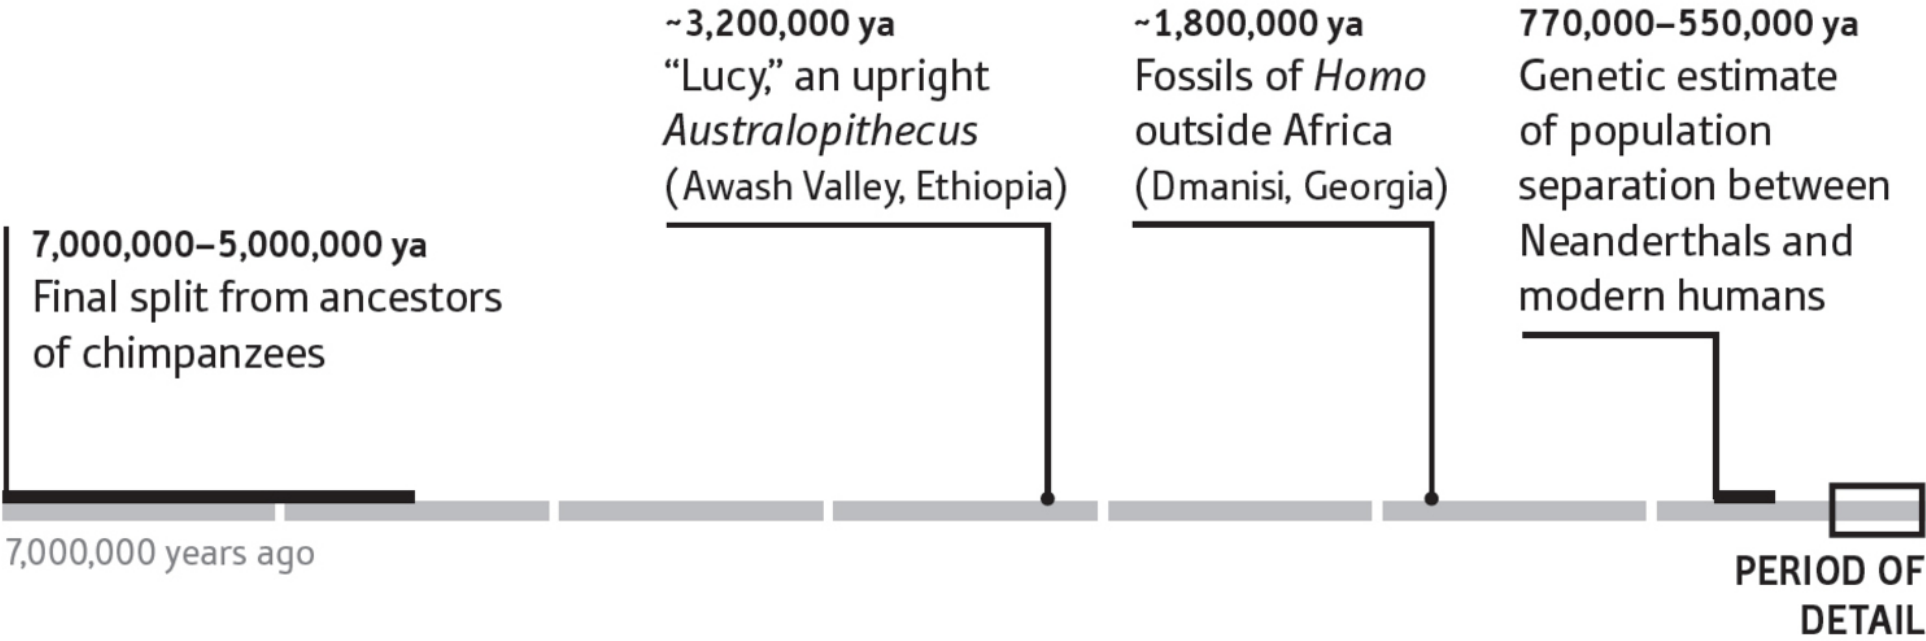 7,000,000–5,000,000 ya
Final split from ancestors
of chimpanzees
~3,200,000 ya
“Lucy,” an upright
Australopithecus
(Awash Valley, Ethiopia)
~1,800,000 ya
Fossils of Homo
outside Africa
(Dmanisi, Georgia)
770,000–550,000 ya
Genetic estimate
of population
separation between
Neanderthals and
modern humans
7,000,000 years ago
PERIOD OF
DETAIL